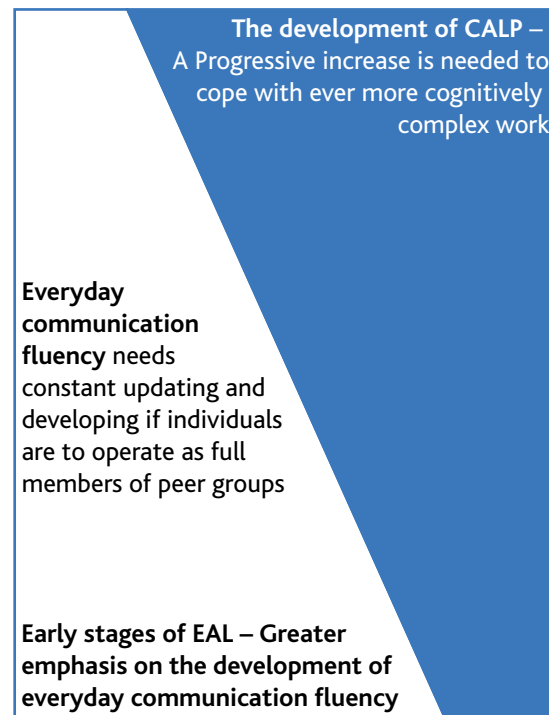 The development of CALP –
A Progressive increase is needed to
cope with ever more cognitively
complex work
Everyday
communication
fluency needs
constant updating and
developing if individuals
are to operate as full
members of peer groups
Early stages of EAL – Greater
emphasis on the development of
everyday communication fluency